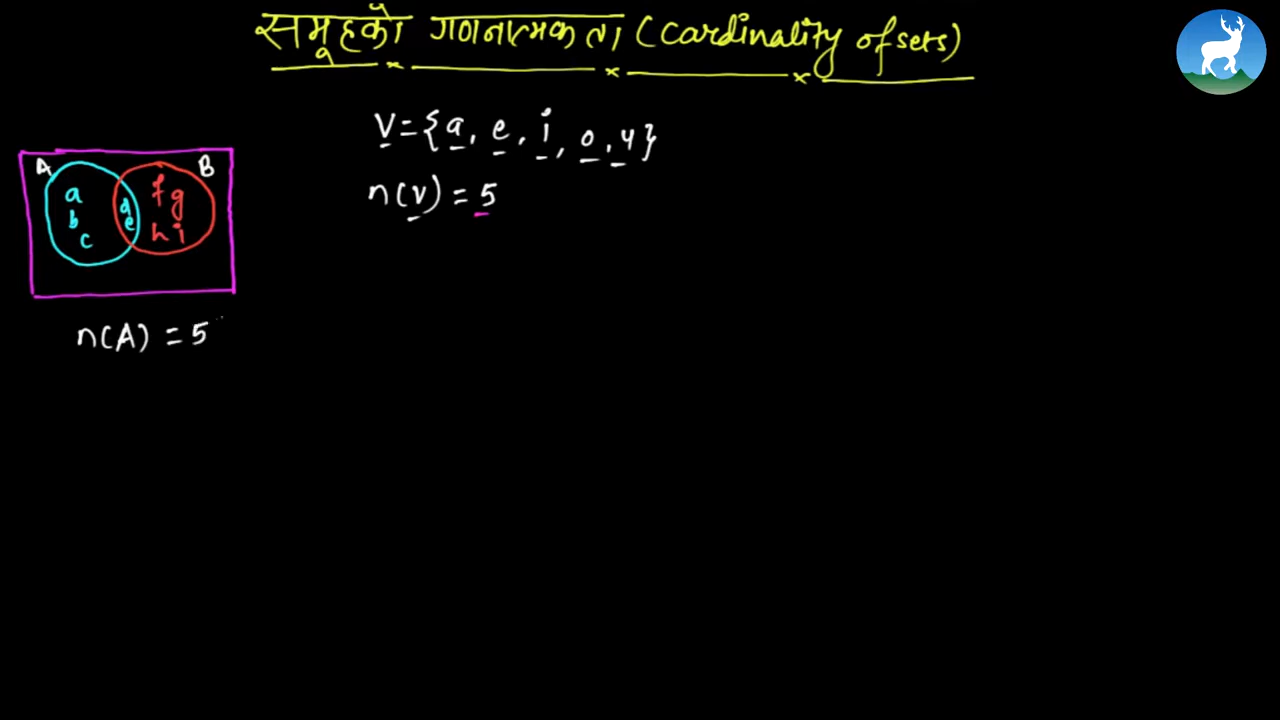 समूहको गणनात्मकता (Cardinality of sets)
V = {a, e, i, o, u}
n(V) = 5
A B
a d f g
b e h i
c
n(A) = 5